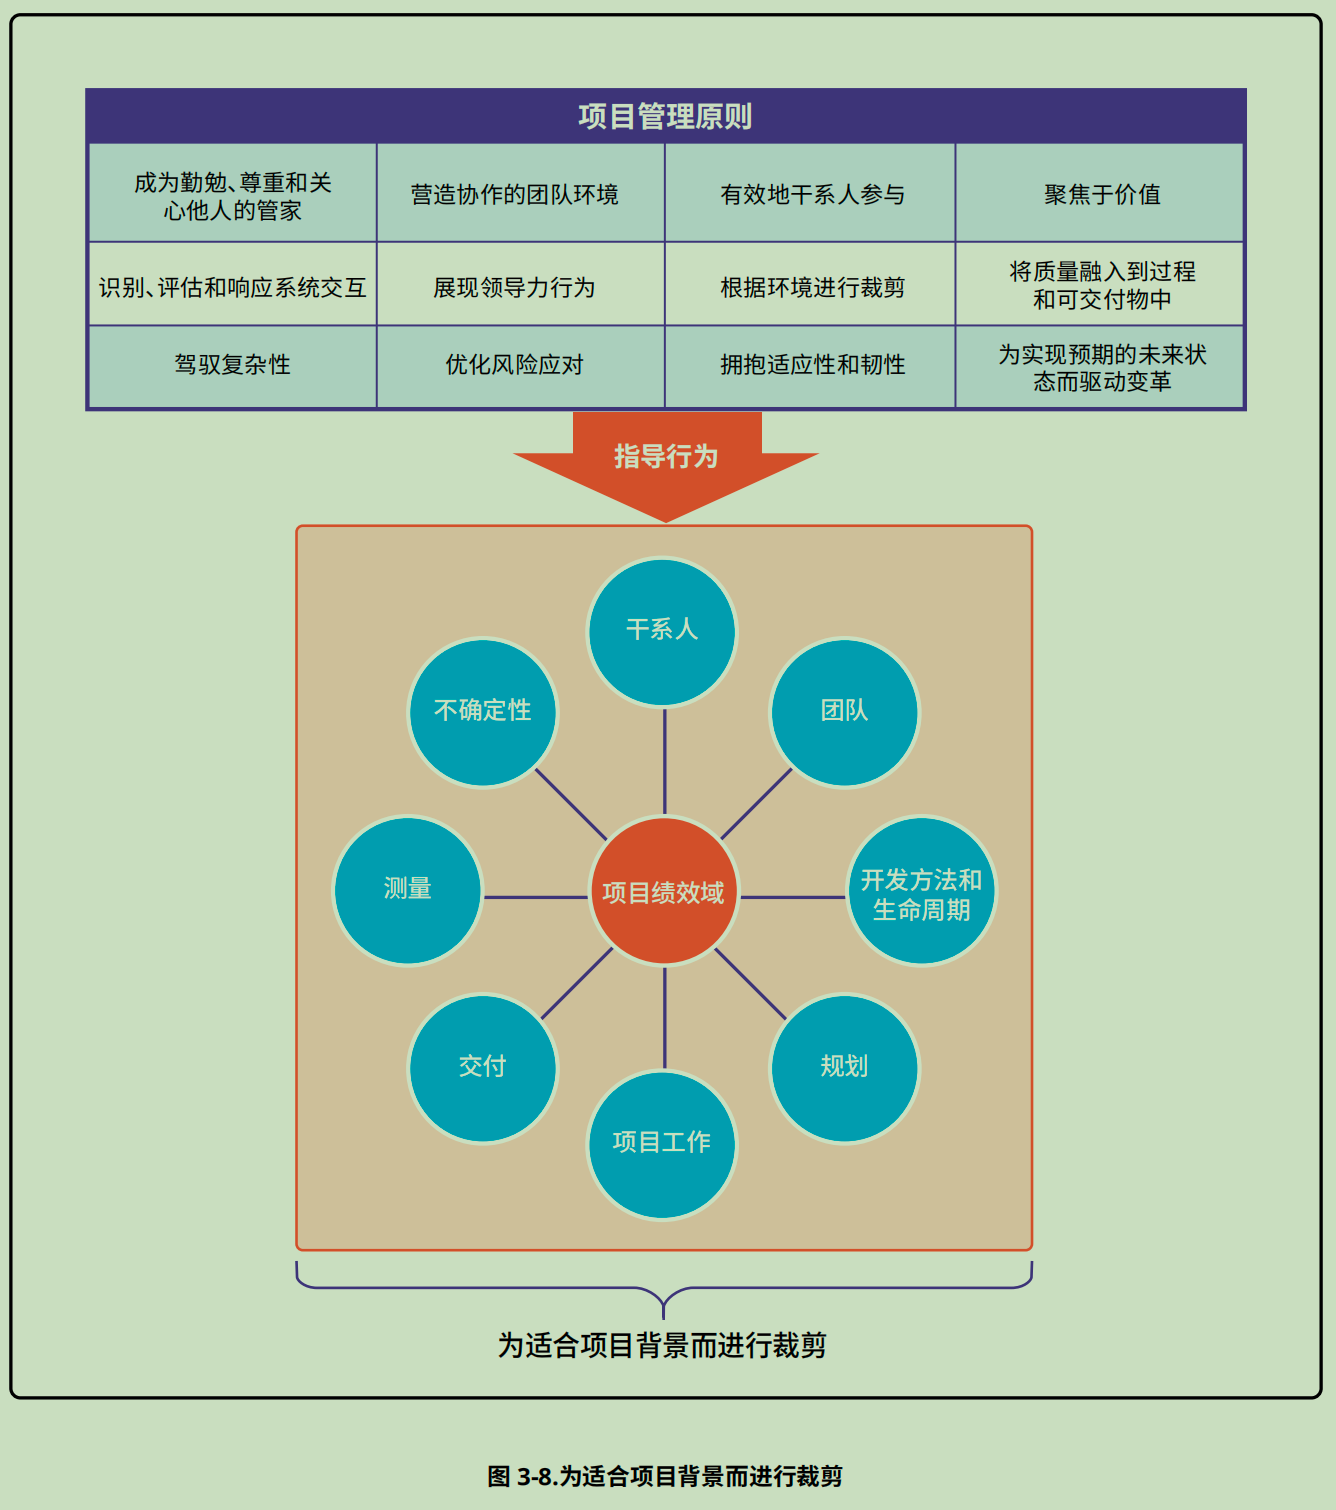 项目管理原则
成为勤勉、尊重和关
心他人的管家
营造协作的团队环境
有效地干系人参与
聚焦于价值
识别、评估和响应系统交互
展现领导力行为
根据环境进行裁剪
将质量融入到过程
和可交付物中
驾驭复杂性
优化风险应对
拥抱适应性和韧性
为实现预期的未来状
态而驱动变革
指导行为
干系人
不确定性
团队
测量
项目绩效域
开发方法和
生命周期
交付
规划
项目工作
为适合项目背景而进行裁剪
图 3-8.为适合项目背景而进行裁剪